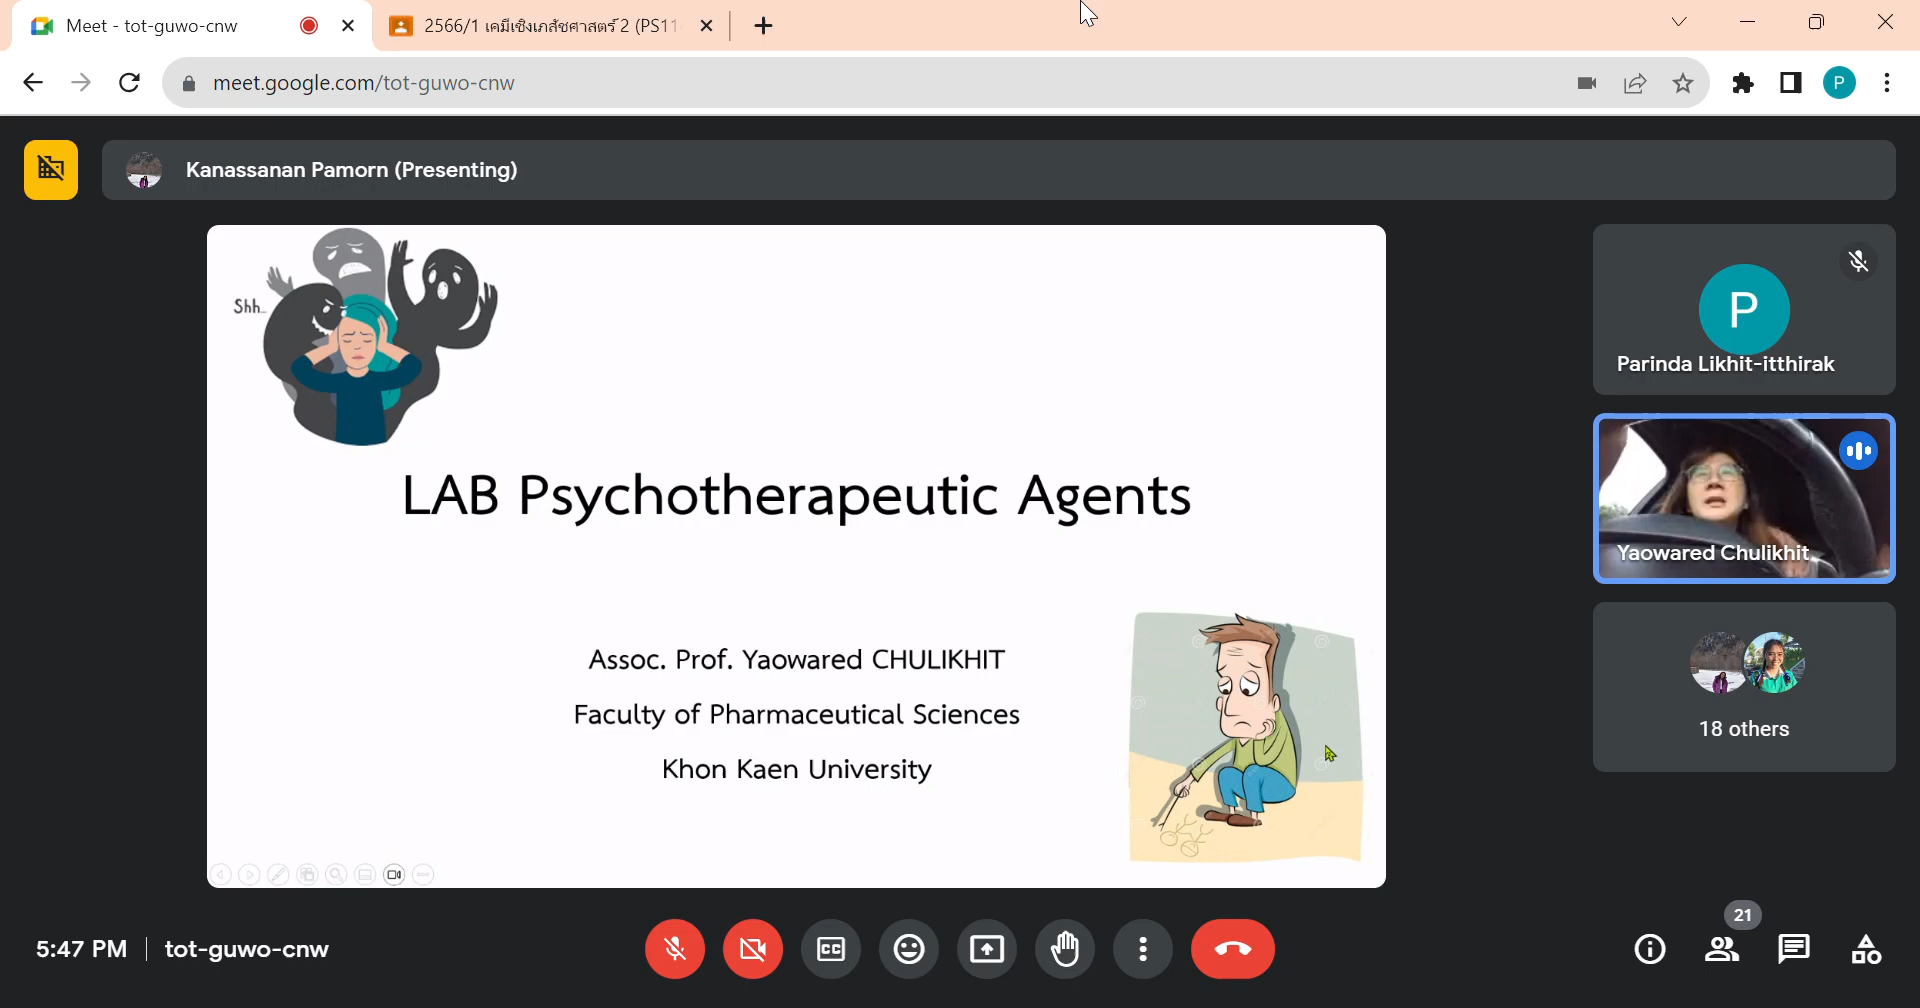 Meet - tot-guwo-cnw
2566/1 เคมีเชิงเภสัชศาสตร์ 2 (PS11
meet.google.com/tot-guwo-cnw
P
Kanassanan Pamorn (Presenting)
Shh...
LAB Psychotherapeutic Agents
Assoc. Prof. Yaowared CHULIKHIT
Faculty of Pharmaceutical Sciences
Khon Kaen University
P
Parinda Likhit-itthirak
Yaowared Chulikhit
18 others
5:47 PM
tot-guwo-cnw
CC
21